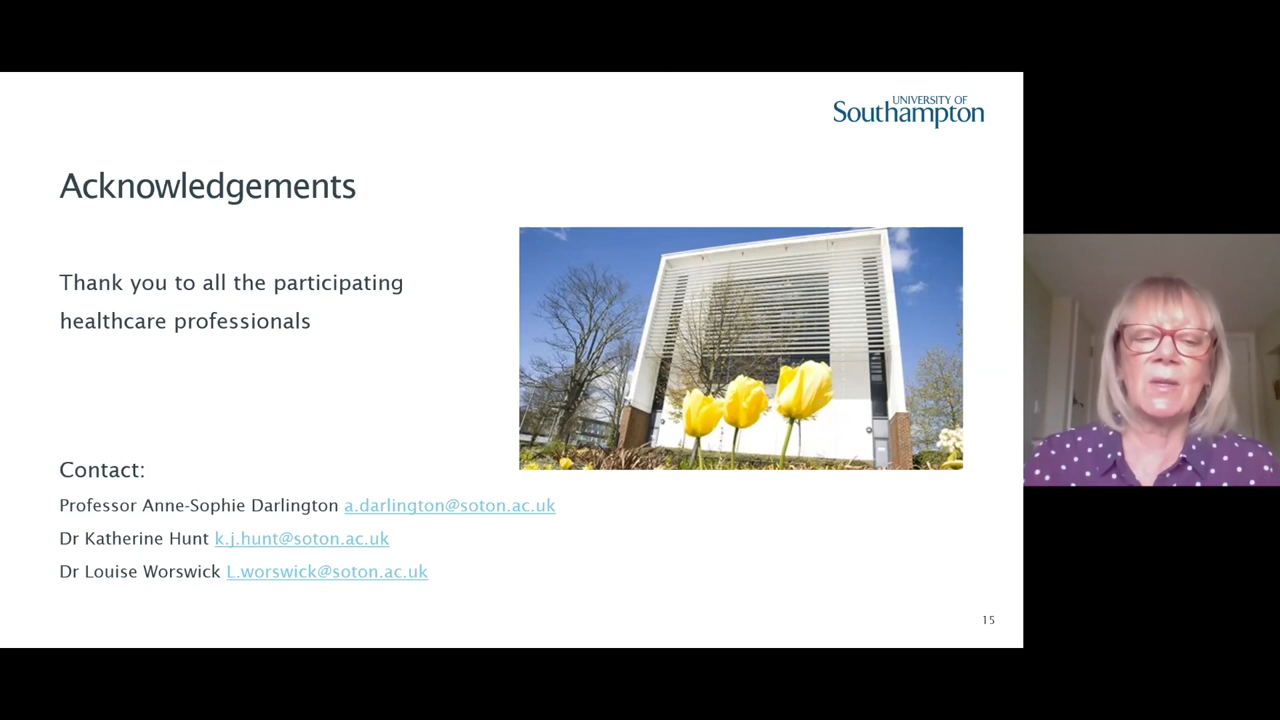 UNIVERSITY OF
Southampton
Acknowledgements
Thank you to all the participating
healthcare professionals
Contact:
Professor Anne-Sophie Darlington a.darlington@soton.ac.uk
Dr Katherine Hunt k.j.hunt@soton.ac.uk
Dr Louise Worswick L.worswick@soton.ac.uk
15